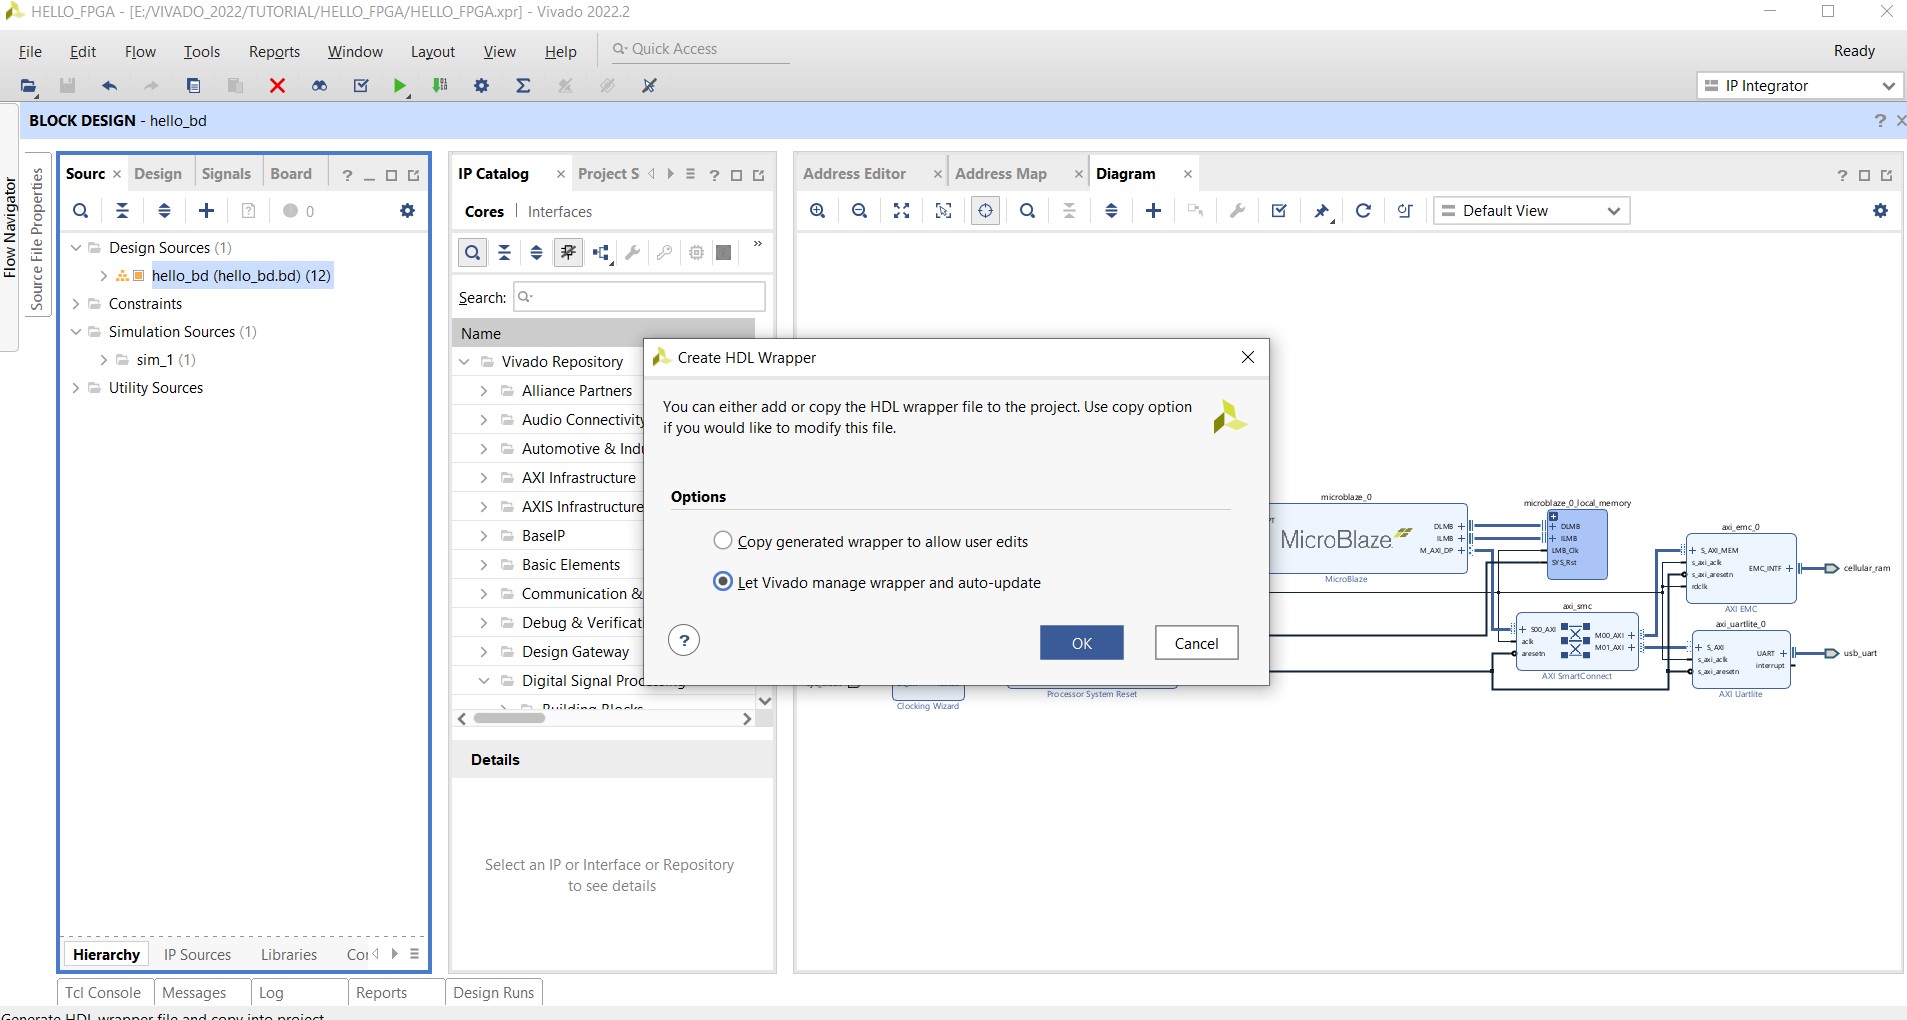 HELLO_FPGA - [E:/VIVADO_2022/TUTORIAL/HELLO_FPGA/HELLO_FPGA.xpr] - Vivado 2022.2
File Edit Flow Tools Reports Window Layout View Help Quick Access
Ready
IP Integrator
BLOCK DESIGN - hello_bd
Flow Navigator
Source File Properties
Sourc Design Signals Board
0
Design Sources (1)
hello_bd (hello_bd.bd) (12)
Constraints
Simulation Sources (1)
sim_1 (1)
Utility Sources
Hierarchy IP Sources Libraries Co
IP Catalog Project S
Cores Interfaces
Search:
Name
Vivado Repository
Alliance Partners
Audio Connectivity
Automotive & Ind
AXI Infrastructure
AXIS Infrastructure
BaseIP
Basic Elements
Communication &
Debug & Verificat
Design Gateway
Digital Signal Processing
Building Blocks
Details
Select an IP or Interface or Repository
to see details
Address Editor Address Map Diagram
Default View
Create HDL Wrapper
You can either add or copy the HDL wrapper file to the project. Use copy option
if you would like to modify this file.
Options
Copy generated wrapper to allow user edits
Let Vivado manage wrapper and auto-update
OK Cancel
microblaze_0
MicroBlaze
DLMB
ILMB
M_AXI_DP
MicroBlaze
microblaze_0_local_memory
DLMB
ILMB
LMB_Clk
SYS_Rst
axi_emc_0
S_AXI_MEM
s_axi_aclk
s_axi_aresetn
rdclk
EMC_INTF
AXI EMC
cellular_ram
axi_smc
S00_AXI
aclk
aresetn
M00_AXI
M01_AXI
AXI SmartConnect
axi_uartlite_0
S_AXI
s_axi_aclk
s_axi_aresetn
UART
interrupt
AXI Uartlite
usb_uart
Clocking Wizard
Processor System Reset
Tcl Console Messages Log Reports Design Runs
Generate HDL wrapper file and copy into project